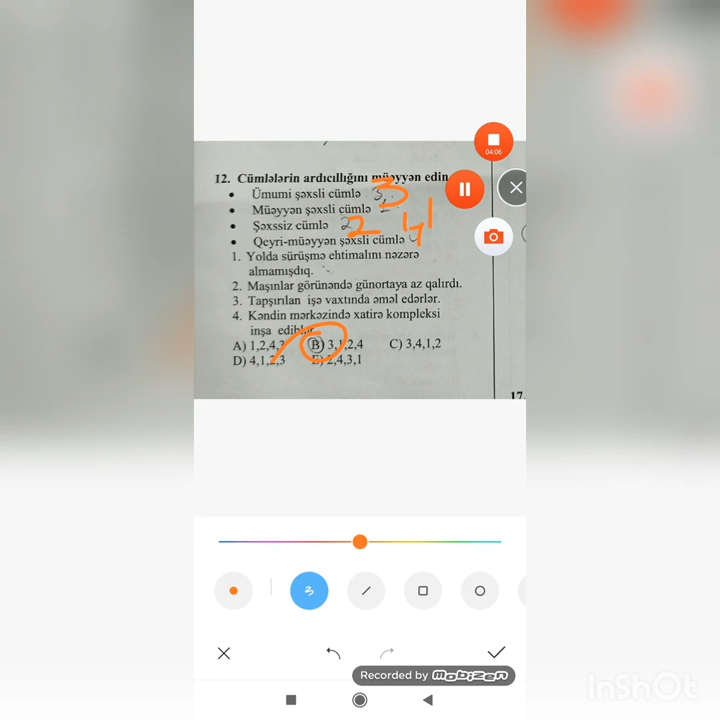 12. Cümlələrin ardıcıllığını müəyyən edin
• Ümumi şəxsli cümlə 3
• Müəyyən şəxsli cümlə 1
• Şəxssiz cümlə 2
• Qeyri-müəyyən şəxsli cümlə 4
1. Yolda sürüşmə ehtimalını nəzərə
almamışdıq.
2. Maşınlar görünəndə günortaya az qalırdı.
3. Tapşırılan işə vaxtında əməl edərlər.
4. Kəndin mərkəzində xatirə kompleksi
inşa ediblər.
A) 1,2,4,3 B) 3,1,2,4 C) 3,4,1,2
D) 4,1,2,3 E) 2,4,3,1
17.
04:06
Recorded by mobizen
InShOt